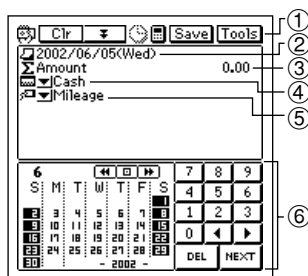 Clr Save Tools ①
2002/06/05(Wed) ②
Amount 0.00 ③
Cash ④
Mileage ⑤
6 7 8 9
S M T W T F S 4 5 6
1 1 2 3
2 3 4 5 6 7 8 0
9 10 11 12 13 14 15
16 17 18 19 20 21 22 DEL NEXT
23 24 25 26 27 28 29
30 - 2002 -
⑥